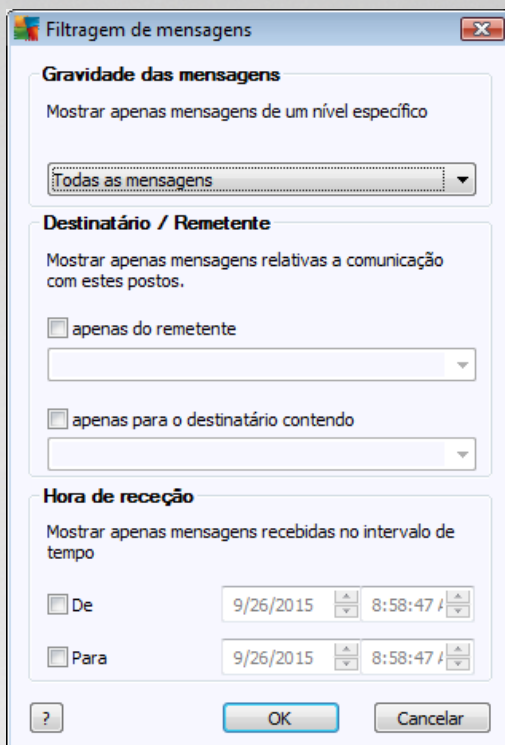 Filtragem de mensagens
Gravidade das mensagens
Mostrar apenas mensagens de um nível específico
Todas as mensagens
Destinatário / Remetente
Mostrar apenas mensagens relativas a comunicação
com estes postos.
apenas do remetente
apenas para o destinatário contendo
Hora de receção
Mostrar apenas mensagens recebidas no intervalo de
tempo
De 9/26/2015 8:58:47
Para 9/26/2015 8:58:47
? OK Cancelar